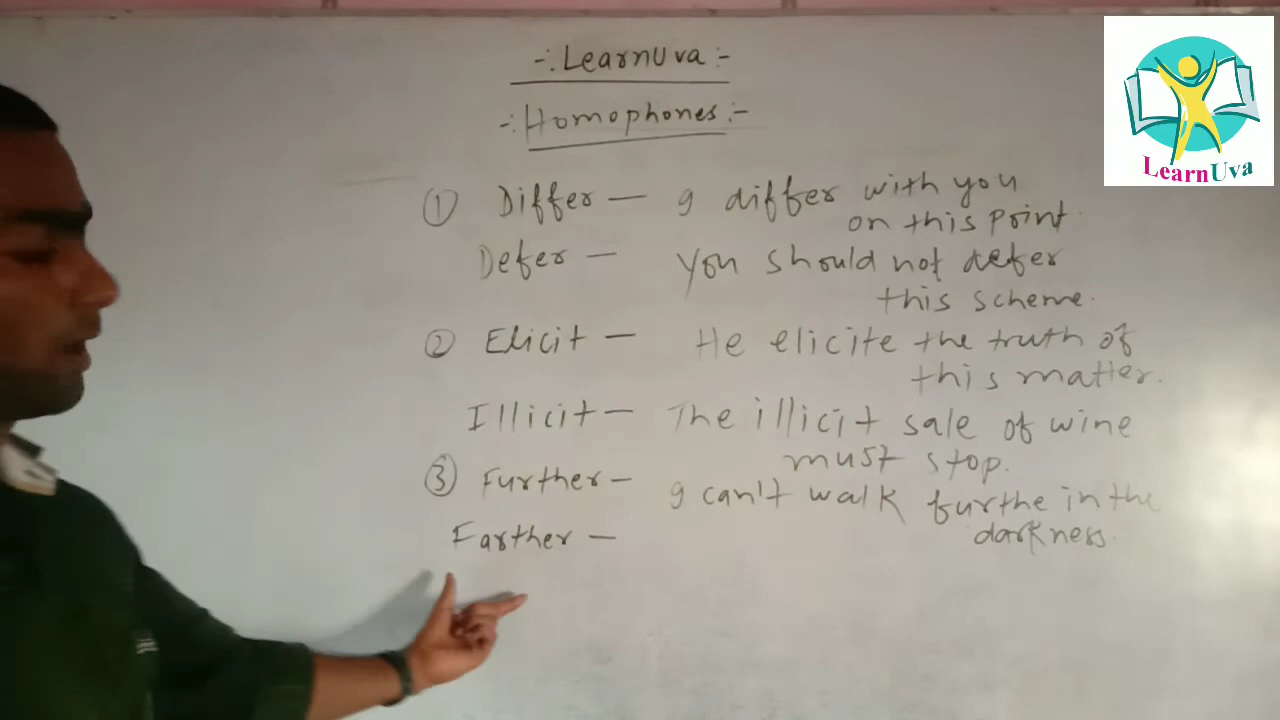 -:LearnUva:-
-:Homophones:-
LearnUva
① Differ — I differ with you
on this point.
Defer — You should not defer
this scheme.
② Elicit — He elicite the truth of
this matter.
Illicit — The illicit sale of wine
must stop.
③ Further — I can't walk furthe in the
darkness.
Farther —